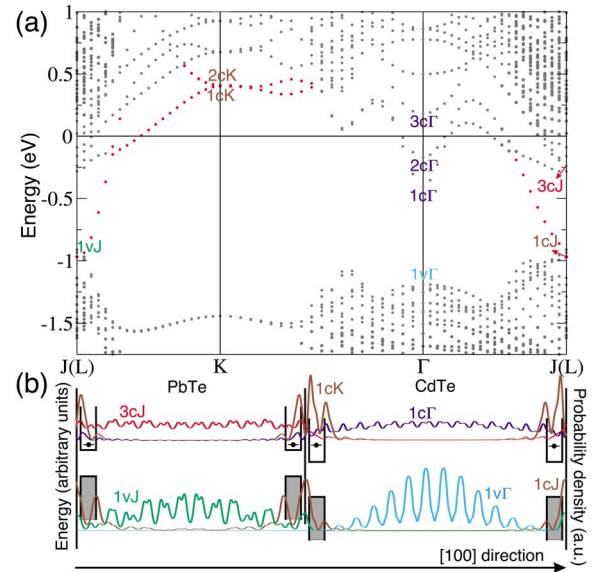 (a)
1
0.5
0
-0.5
-1
-1.5
Energy (eV)
2cK
1cK
3cΓ
2cΓ
1cΓ
1vΓ
1vJ
3cJ
1cJ
J(L)
K
Γ
J(L)
(b)
PbTe
CdTe
3cJ
1cK
1cΓ
1vJ
1vΓ
1cJ
Energy (arbitrary units)
Probability density (a.u.)
[100] direction